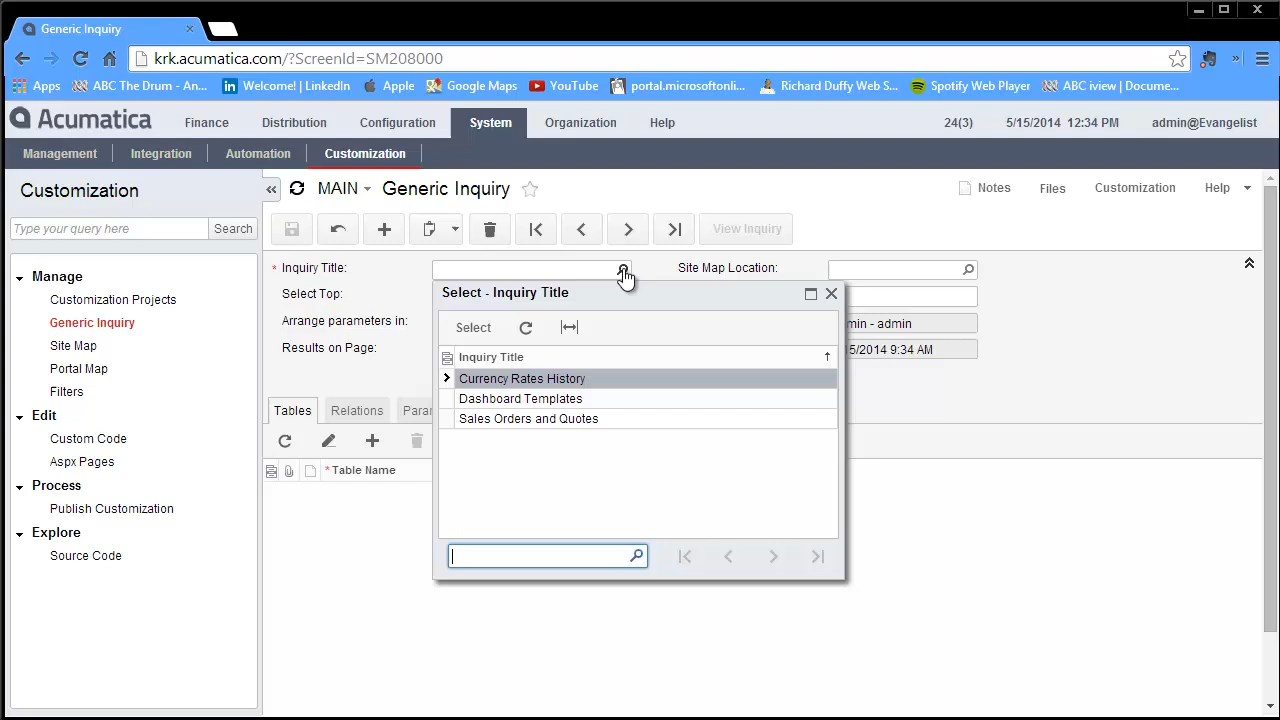 Generic Inquiry
krk.acumatica.com/?ScreenId=SM208000
Apps ABC The Drum - An... Welcome! | LinkedIn Apple Google Maps YouTube portal.microsoftonli... Richard Duffy Web S... Spotify Web Player ABC iview | Docume...
Acumatica Finance Distribution Configuration System Organization Help 24(3) 5/15/2014 12:34 PM admin@Evangelist
Management Integration Automation Customization
Customization MAIN Generic Inquiry Notes Files Customization Help
Type your query here Search View Inquiry
Manage
Customization Projects
Generic Inquiry
Site Map
Portal Map
Filters
Edit
Custom Code
Aspx Pages
Process
Publish Customization
Explore
Source Code
* Inquiry Title: Site Map Location:
Select Top:
Arrange parameters in: min - admin
Results on Page: 5/2014 9:34 AM
Tables Relations Para
* Table Name
Select - Inquiry Title
Select
Inquiry Title
Currency Rates History
Dashboard Templates
Sales Orders and Quotes